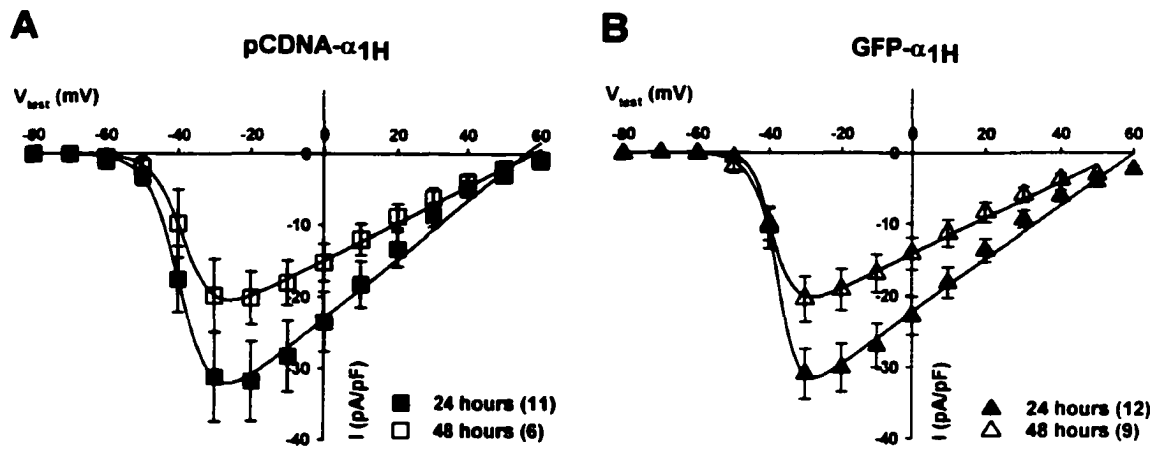 A
pCDNA-α1H
Vtest (mV)
-80 -60 -40 -20 0 20 40 60
-10
-20
-30
-40
I (pA/pF)
24 hours (11)
48 hours (6)
B
GFP-α1H
Vtest (mV)
-80 -60 -40 -20 0 20 40 60
-10
-20
-30
-40
I (pA/pF)
24 hours (12)
48 hours (9)